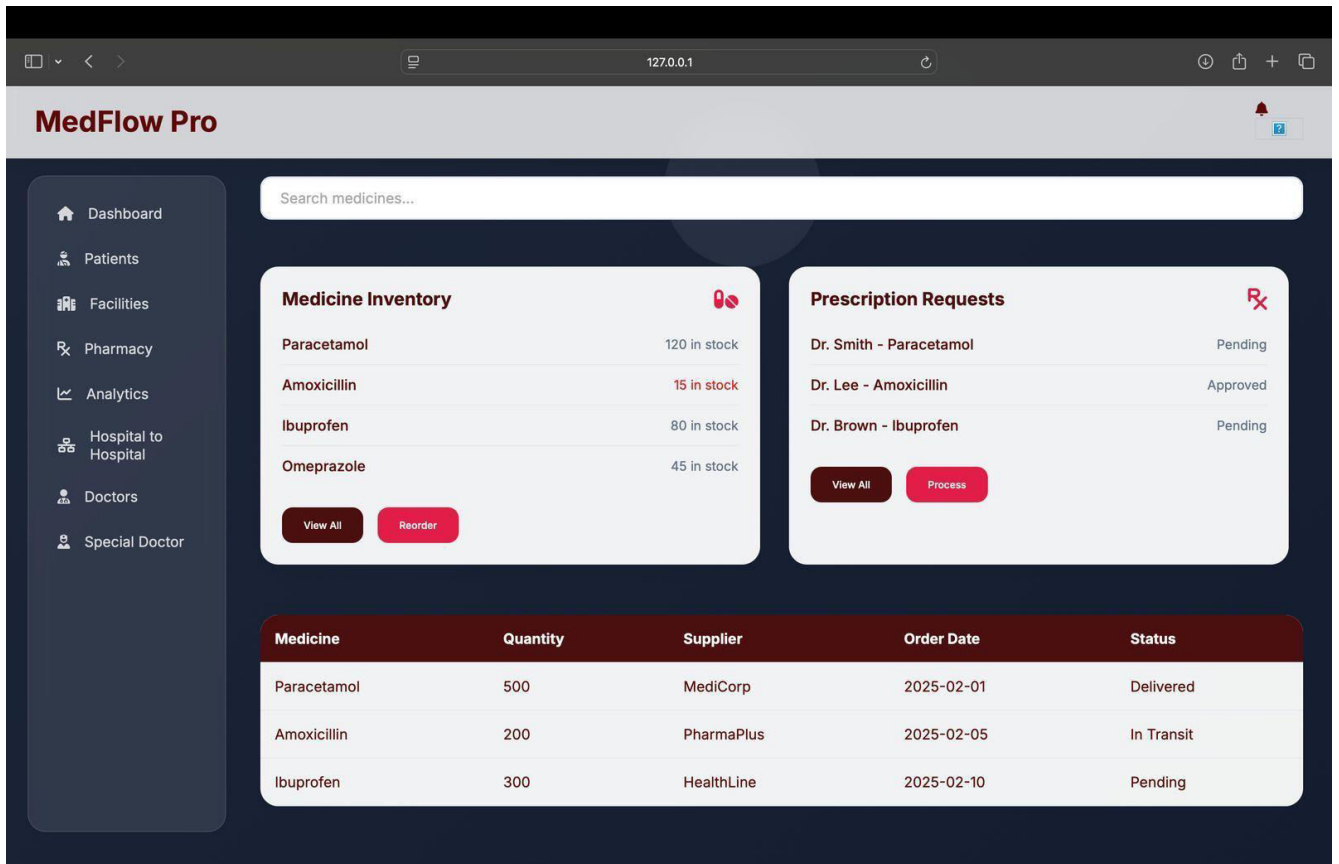 127.0.0.1
MedFlow Pro
Dashboard
Patients
Facilities
Pharmacy
Analytics
Hospital to
Hospital
Doctors
Special Doctor
Search medicines...
Medicine Inventory
Paracetamol 120 in stock
Amoxicillin 15 in stock
Ibuprofen 80 in stock
Omeprazole 45 in stock
View All Reorder
Prescription Requests
Dr. Smith - Paracetamol Pending
Dr. Lee - Amoxicillin Approved
Dr. Brown - Ibuprofen Pending
View All Process
Medicine Quantity Supplier Order Date Status
Paracetamol 500 MediCorp 2025-02-01 Delivered
Amoxicillin 200 PharmaPlus 2025-02-05 In Transit
Ibuprofen 300 HealthLine 2025-02-10 Pending